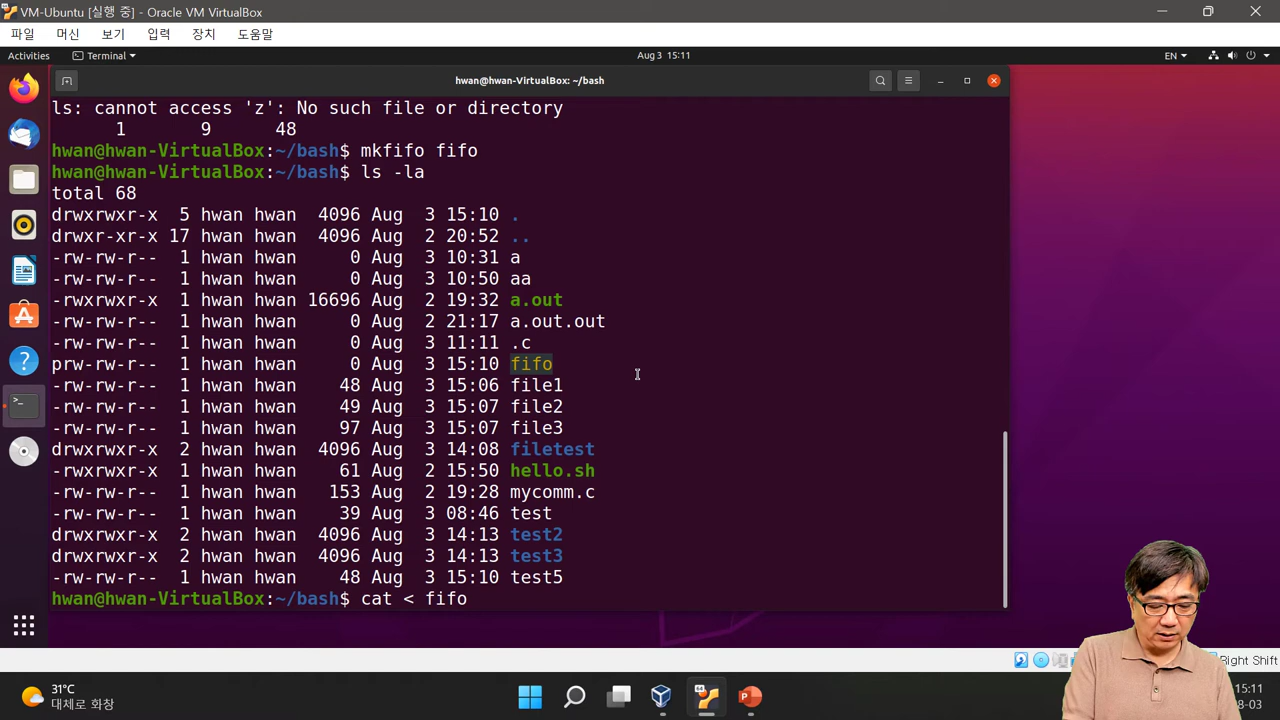 VM-Ubuntu [실행 중] - Oracle VM VirtualBox
파일 머신 보기 입력 장치 도움말
Activities Terminal Aug 3 15:11 EN
hwan@hwan-VirtualBox: ~/bash
ls: cannot access 'z': No such file or directory
1 9 48
hwan@hwan-VirtualBox:~/bash$ mkfifo fifo
hwan@hwan-VirtualBox:~/bash$ ls -la
total 68
drwxrwxr-x 5 hwan hwan 4096 Aug 3 15:10 .
drwxr-xr-x 17 hwan hwan 4096 Aug 2 20:52 ..
-rw-rw-r-- 1 hwan hwan 0 Aug 3 10:31 a
-rw-rw-r-- 1 hwan hwan 0 Aug 3 10:50 aa
-rwxrwxr-x 1 hwan hwan 16696 Aug 2 19:32 a.out
-rw-rw-r-- 1 hwan hwan 0 Aug 2 21:17 a.out.out
-rw-rw-r-- 1 hwan hwan 0 Aug 3 11:11 .c
prw-rw-r-- 1 hwan hwan 0 Aug 3 15:10 fifo
-rw-rw-r-- 1 hwan hwan 48 Aug 3 15:06 file1
-rw-rw-r-- 1 hwan hwan 49 Aug 3 15:07 file2
-rw-rw-r-- 1 hwan hwan 97 Aug 3 15:07 file3
drwxrwxr-x 2 hwan hwan 4096 Aug 3 14:08 filetest
-rwxrwxr-x 1 hwan hwan 61 Aug 2 15:50 hello.sh
-rw-rw-r-- 1 hwan hwan 153 Aug 2 19:28 mycomm.c
-rw-rw-r-- 1 hwan hwan 39 Aug 3 08:46 test
drwxrwxr-x 2 hwan hwan 4096 Aug 3 14:13 test2
drwxrwxr-x 2 hwan hwan 4096 Aug 3 14:13 test3
-rw-rw-r-- 1 hwan hwan 48 Aug 3 15:10 test5
hwan@hwan-VirtualBox:~/bash$ cat < fifo
Right Shift
31°C
대체로 화창
15:11
8-03